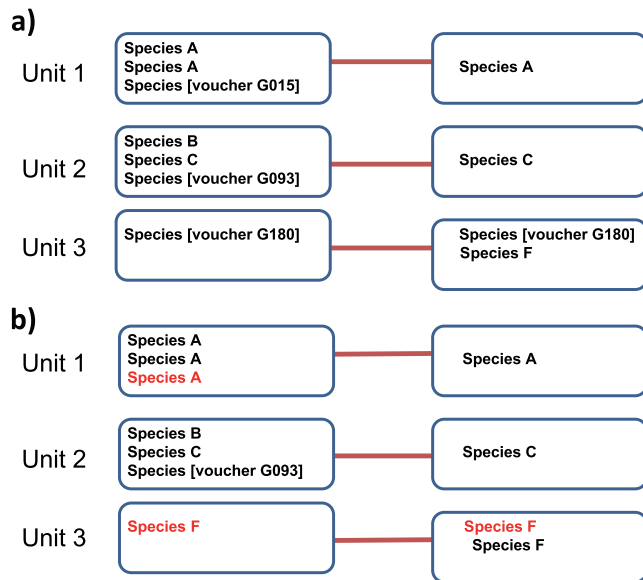 a)
Unit 1
Species A
Species A
Species [voucher G015]
Species A
Unit 2
Species B
Species C
Species [voucher G093]
Species C
Unit 3
Species [voucher G180]
Species [voucher G180]
Species F
b)
Unit 1
Species A
Species A
Species A
Species A
Unit 2
Species B
Species C
Species [voucher G093]
Species C
Unit 3
Species F
Species F
Species F